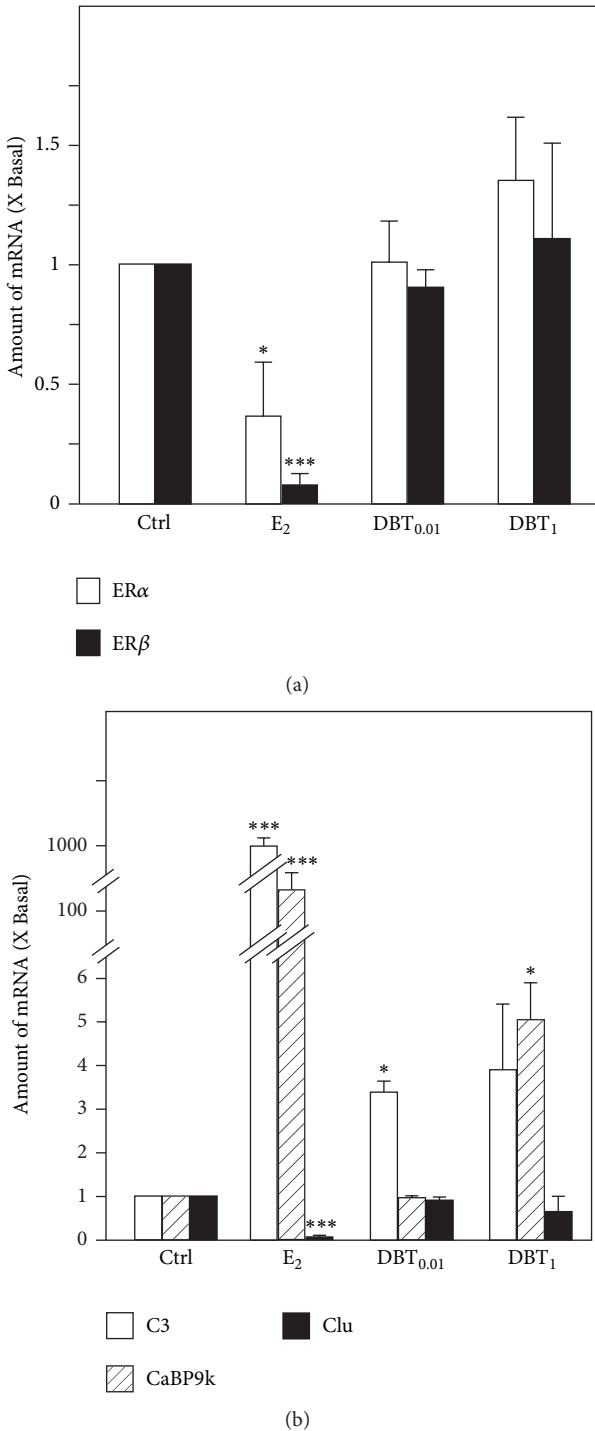 Amount of mRNA (X Basal)
1.5
1
0.5
0
*
***
Ctrl
E₂
DBT₀.₀₁
DBT₁
ERα
ERβ
(a)
Amount of mRNA (X Basal)
1000
100
6
5
4
3
2
1
0
***
***
***
*
*
Ctrl
E₂
DBT₀.₀₁
DBT₁
C3
Clu
CaBP9k
(b)